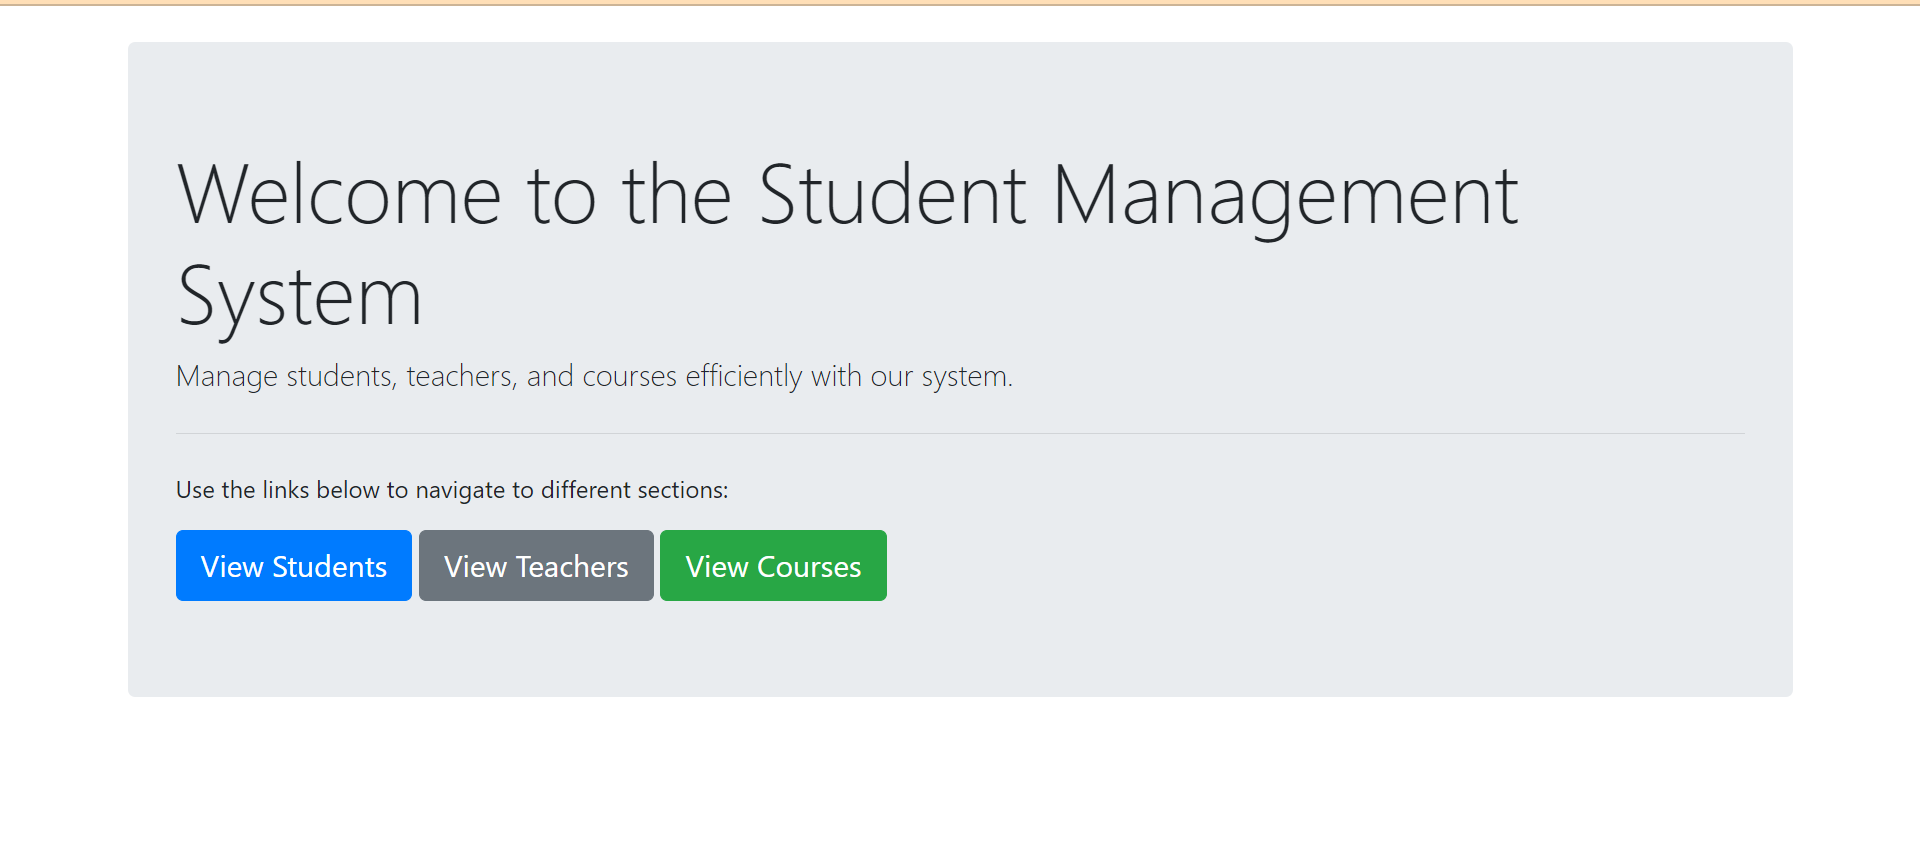 Welcome to the Student Management
System
Manage students, teachers, and courses efficiently with our system.
Use the links below to navigate to different sections:
View Students View Teachers View Courses